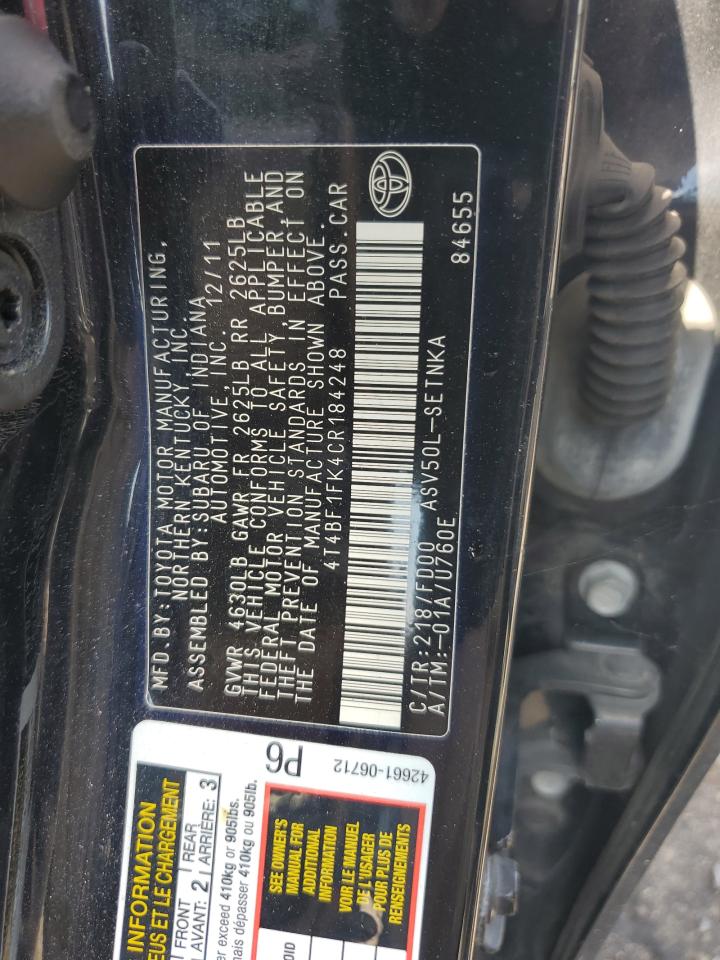 MFD. BY: TOYOTA MOTOR MANUFACTURING,
NORTHERN KENTUCKY INC.
ASSEMBLED BY: SUBARU OF INDIANA
AUTOMOTIVE, INC. 12/11
GVWR 4630LB GAWR FR 2625LB RR 2625LB
THIS VEHICLE CONFORMS TO ALL APPLICABLE
FEDERAL MOTOR VEHICLE SAFETY, BUMPER, AND
THEFT PREVENTION STANDARDS IN EFFECT ON
THE DATE OF MANUFACTURE SHOWN ABOVE.
4T4BF1FK4CR184248 PASS.CAR
C/TR:218/FD00 ASV50L-SETNKA
A/TM:-01A/U760E 84655
P6
42661-06712
INFORMATION
EUS ET LE CHARGEMENT
FRONT REAR
AVANT: 2 ARRIÈRE: 3
er exceed 410kg or 905lbs.
nais dépasser 410kg ou 905lb.
SEE OWNER'S
MANUAL FOR
ADDITIONAL
INFORMATION
VOIR LE MANUEL
DE L'USAGER
POUR PLUS DE
RENSEIGNEMENTS